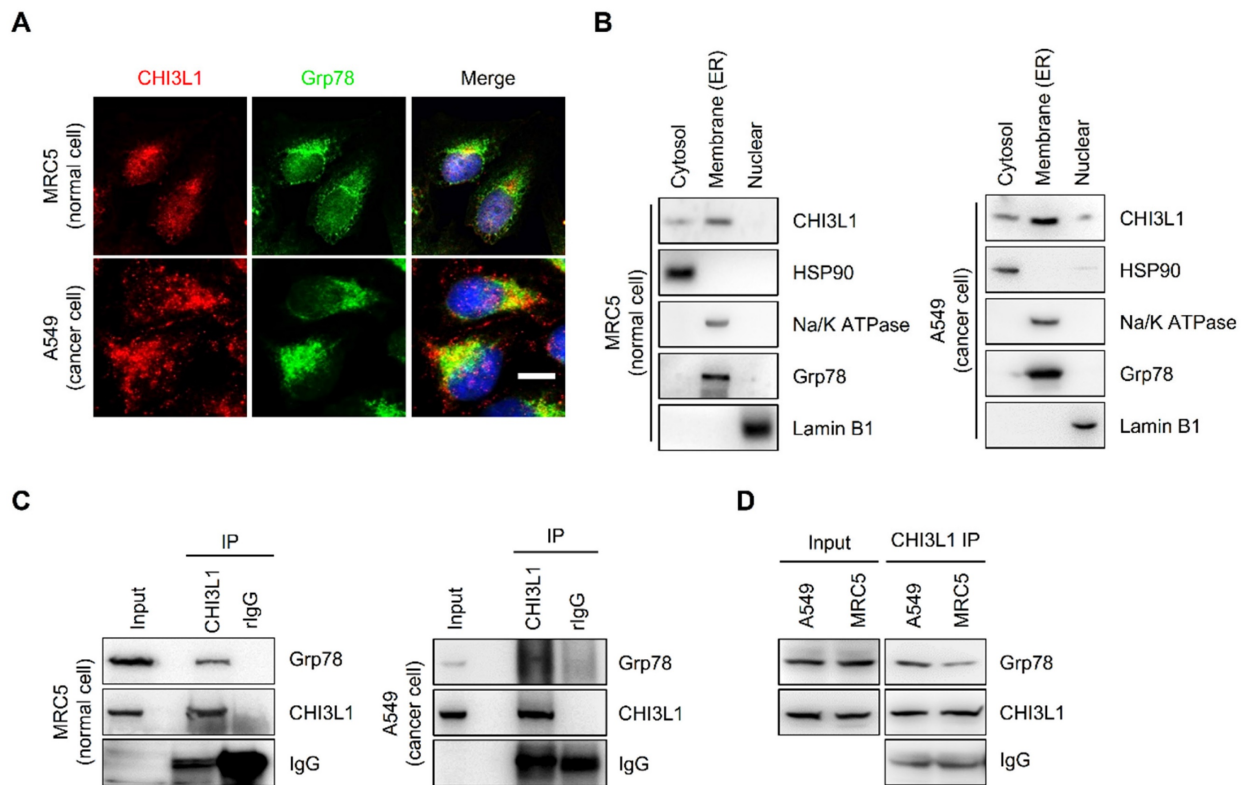 A
CHI3L1 Grp78 Merge
MRC5
(normal cell)
A549
(cancer cell)
B
Cytosol
Membrane (ER)
Nuclear
MRC5
(normal cell)
CHI3L1
HSP90
Na/K ATPase
Grp78
Lamin B1
Cytosol
Membrane (ER)
Nuclear
A549
(cancer cell)
CHI3L1
HSP90
Na/K ATPase
Grp78
Lamin B1
C
IP
Input
CHI3L1
rIgG
MRC5
(normal cell)
Grp78
CHI3L1
IgG
IP
Input
CHI3L1
rIgG
A549
(cancer cell)
Grp78
CHI3L1
IgG
D
Input CHI3L1 IP
A549
MRC5
A549
MRC5
Grp78
CHI3L1
IgG